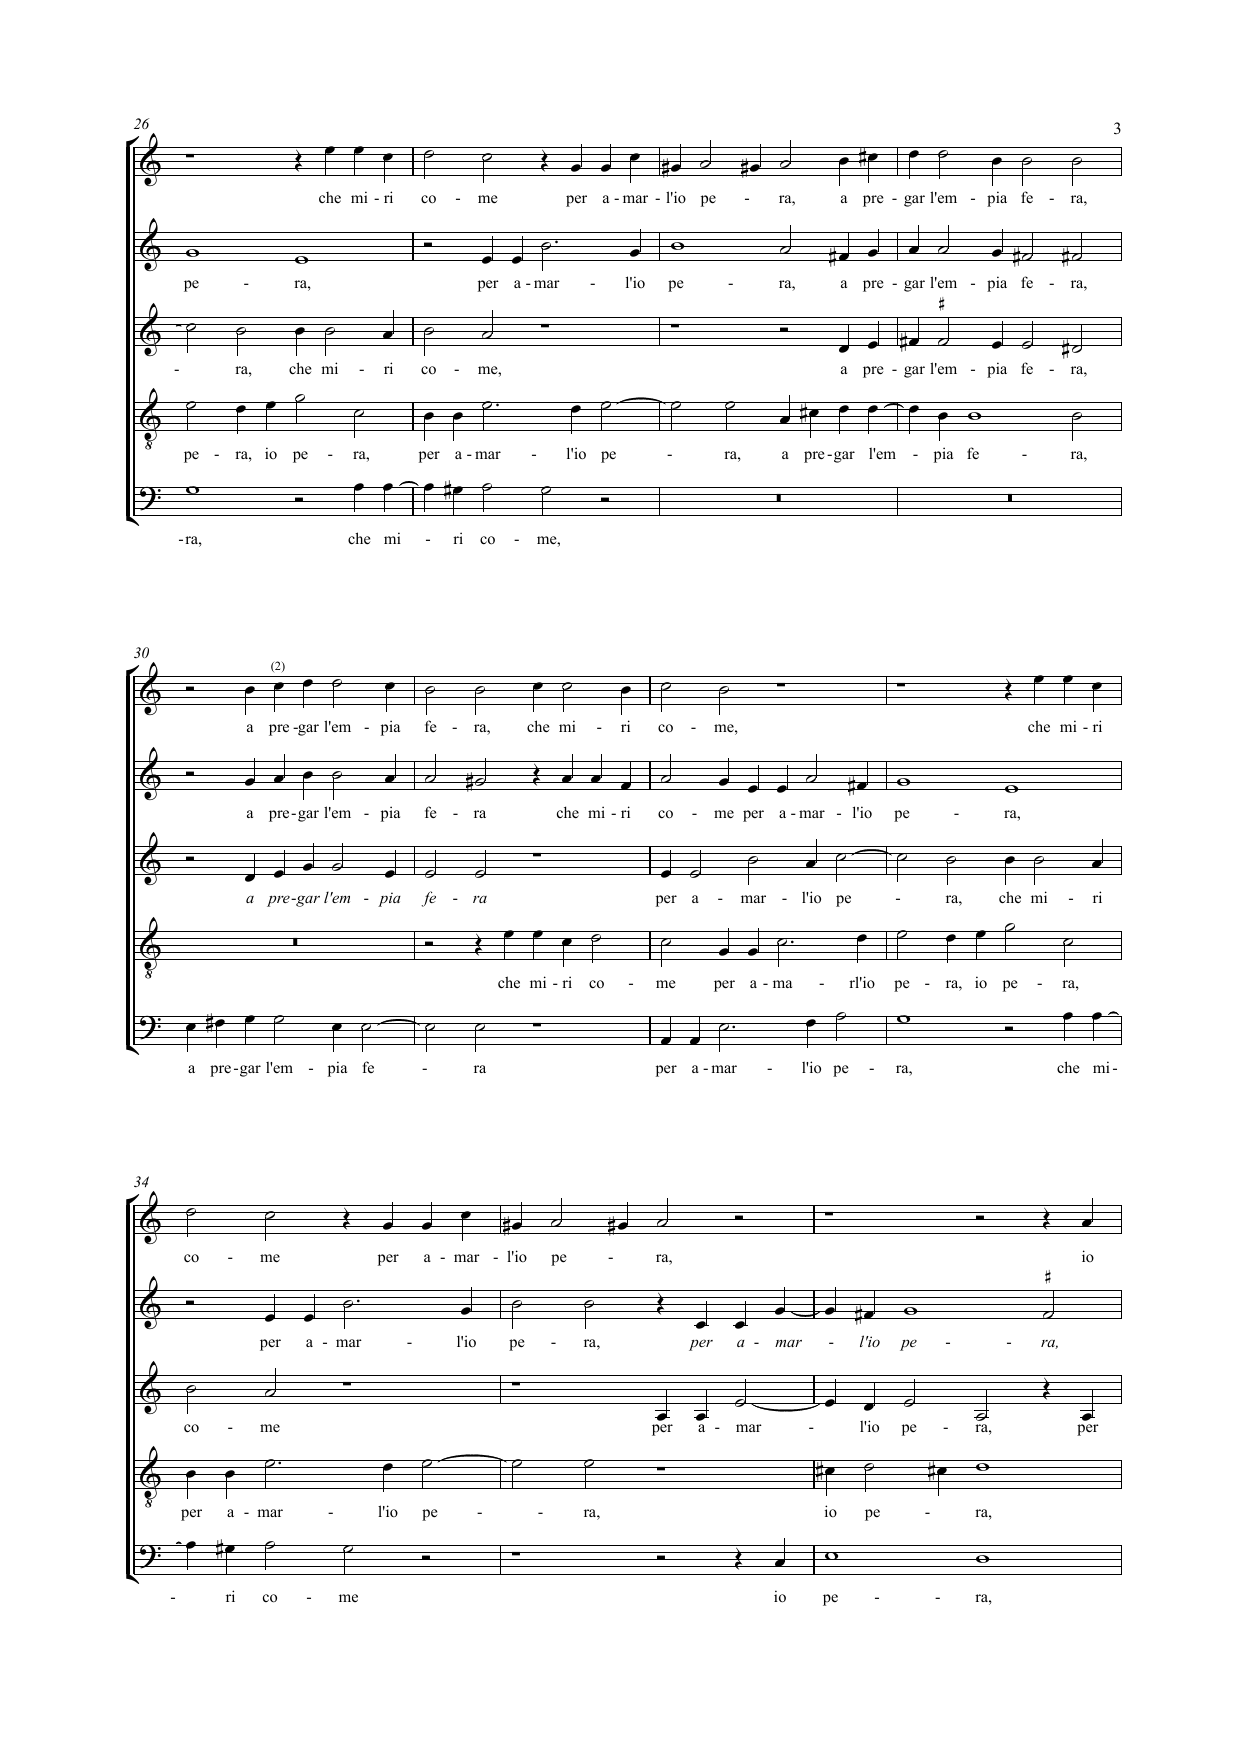 26
3
che mi - ri co - me per a - mar - l'io pe - ra, a pre - gar l'em - pia fe - ra,
pe - ra, per a - mar - l'io pe - ra, a pre - gar l'em - pia fe - ra,
- ra, che mi - ri co - me, a pre - gar l'em - pia fe - ra,
pe - ra, io pe - ra, per a - mar - l'io pe - ra, a pre - gar l'em - pia fe - ra,
8
-ra, che mi - ri co - me,
30
(2)
a pre - gar l'em - pia fe - ra, che mi - ri co - me, che mi - ri
a pre - gar l'em - pia fe - ra che mi - ri co - me per a - mar - l'io pe - ra,
a pre - gar l'em - pia fe - ra per a - mar - l'io pe - ra, che mi - ri
8
che mi - ri co - me per a - ma - rl'io pe - ra, io pe - ra,
a pre - gar l'em - pia fe - ra per a - mar - l'io pe - ra, che mi -
34
co - me per a - mar - l'io pe - ra, io
per a - mar - l'io pe - ra, per a - mar - l'io pe - - ra,
co - me per a - mar - l'io pe - ra, per
8
per a - mar - l'io pe - - ra, io pe - ra,
- ri co - me io pe - - ra,